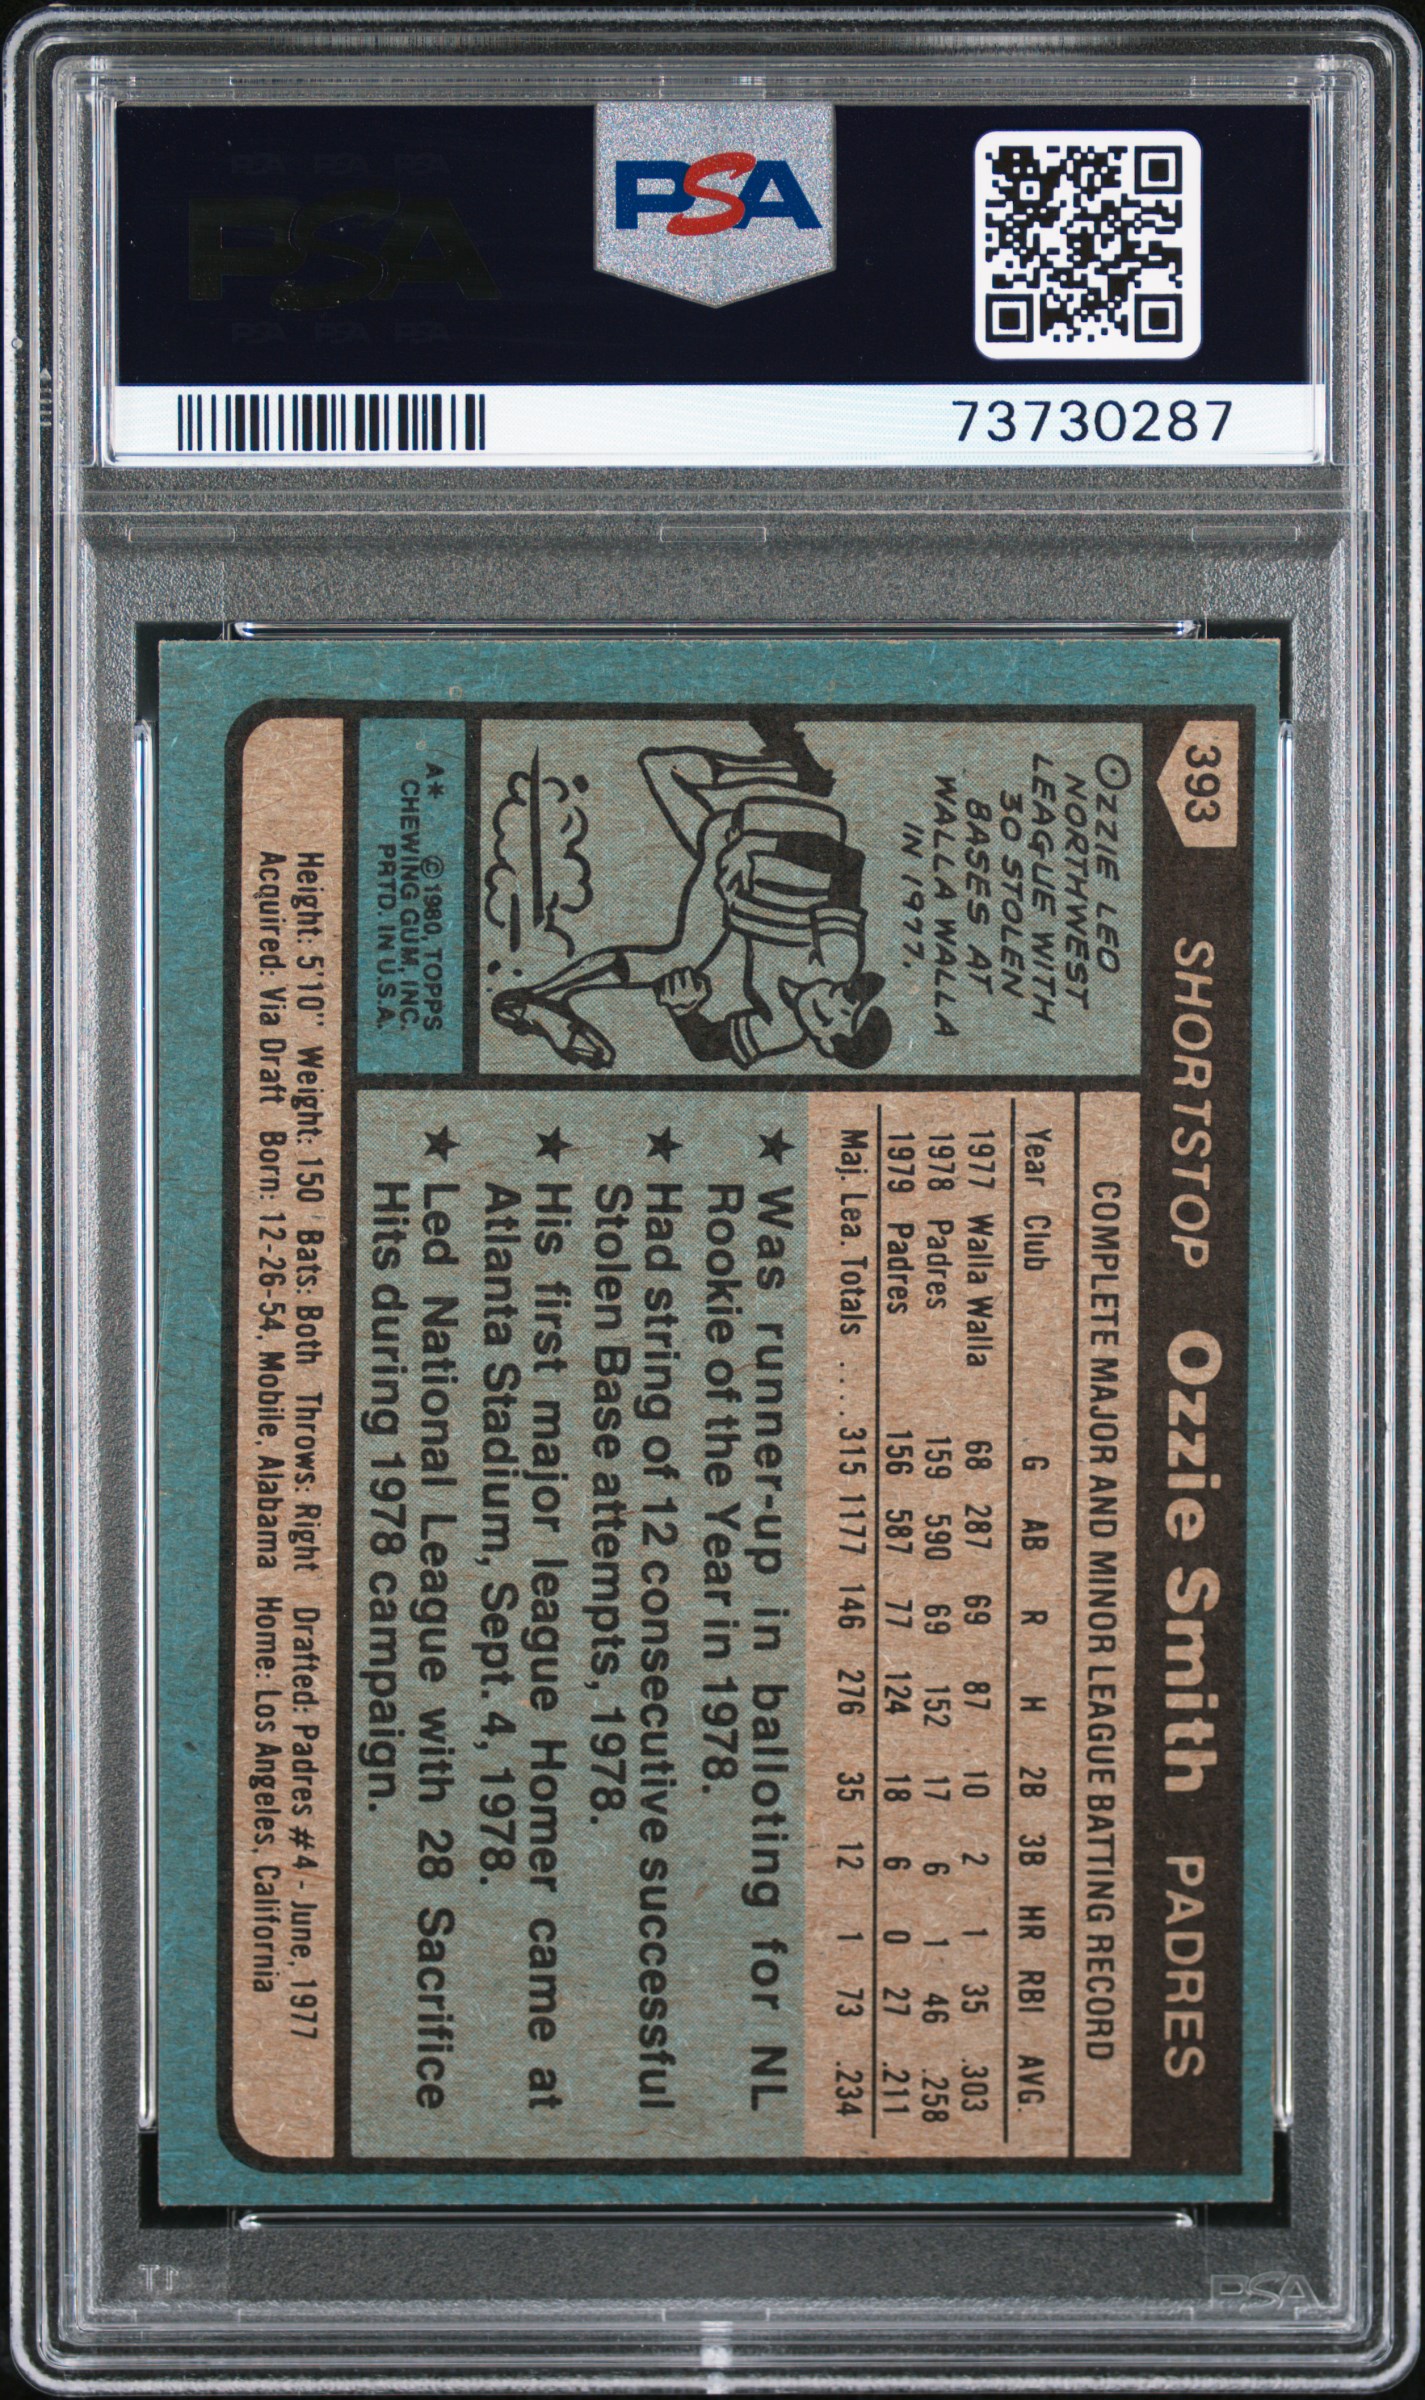 PSA PSA PSA
PSA
PSA PSA PSA
PSA
73730287
393
SHORTSTOP Ozzie Smith PADRES
OZZIE LED
NORTHWEST
LEAGUE WITH
30 STOLEN
BASES AT
WALLA WALLA
IN 1977.
A* © 1980, TOPPS
CHEWING GUM, INC.
PRTD. IN U.S.A.
COMPLETE MAJOR AND MINOR LEAGUE BATTING RECORD
Year Club G AB R H 2B 3B HR RBI AVG.
1977 Walla Walla 68 287 69 87 10 2 1 35 .303
1978 Padres 159 590 69 152 17 6 1 46 .258
1979 Padres 156 587 77 124 18 6 0 27 .211
Maj. Lea. Totals .... 315 1177 146 276 35 12 1 73 .234
★ Was runner-up in balloting for NL
Rookie of the Year in 1978.
★ Had string of 12 consecutive successful
Stolen Base attempts, 1978.
★ His first major league Homer came at
Atlanta Stadium, Sept. 4, 1978.
★ Led National League with 28 Sacrifice
Hits during 1978 campaign.
Height: 5'10" Weight: 150 Bats: Both Throws: Right Drafted: Padres #4 - June, 1977
Acquired: Via Draft Born: 12-26-54, Mobile, Alabama Home: Los Angeles, California
PSA